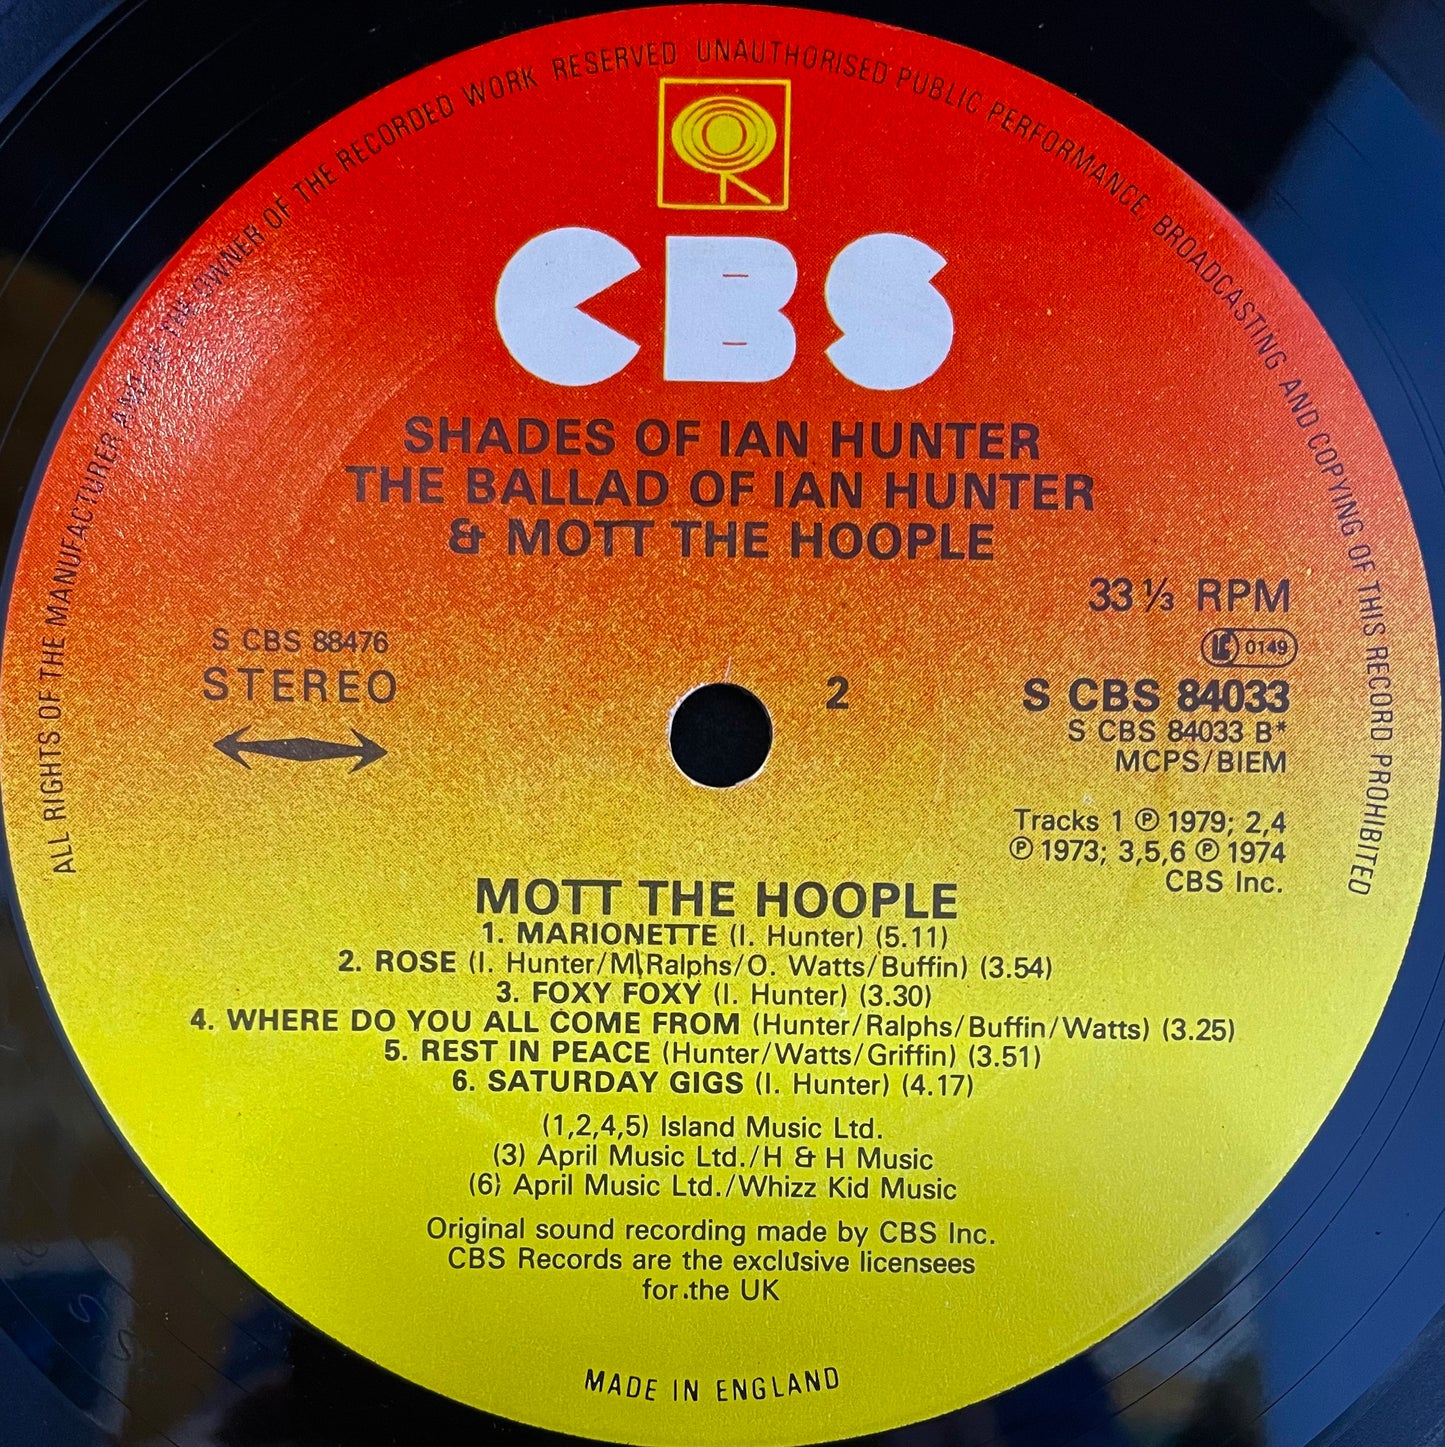 ALL RIGHTS OF THE MANUFACTURER AND OF THE OWNER OF THE RECORDED WORK RESERVED UNAUTHORISED PUBLIC PERFORMANCE, BROADCASTING AND COPYING OF THIS RECORD PROHIBITED
CBS
SHADES OF IAN HUNTER
THE BALLAD OF IAN HUNTER
& MOTT THE HOOPLE
33 ⅓ RPM
S CBS 88476
LC 0149
STEREO
2
S CBS 84033
S CBS 84033 B*
MCPS/BIEM
Tracks 1 ℗ 1979; 2,4
℗ 1973; 3,5,6 ℗ 1974
CBS Inc.
MOTT THE HOOPLE
1. MARIONETTE (I. Hunter) (5.11)
2. ROSE (I. Hunter/M\Ralphs/O. Watts/Buffin) (3.54)
3. FOXY FOXY (I. Hunter) (3.30)
4. WHERE DO YOU ALL COME FROM (Hunter/Ralphs/Buffin/Watts) (3.25)
5. REST IN PEACE (Hunter/Watts/Griffin) (3.51)
6. SATURDAY GIGS (I. Hunter) (4.17)
(1,2,4,5) Island Music Ltd.
(3) April Music Ltd./H & H Music
(6) April Music Ltd./Whizz Kid Music
Original sound recording made by CBS Inc.
CBS Records are the exclusive licensees
for .the UK
MADE IN ENGLAND